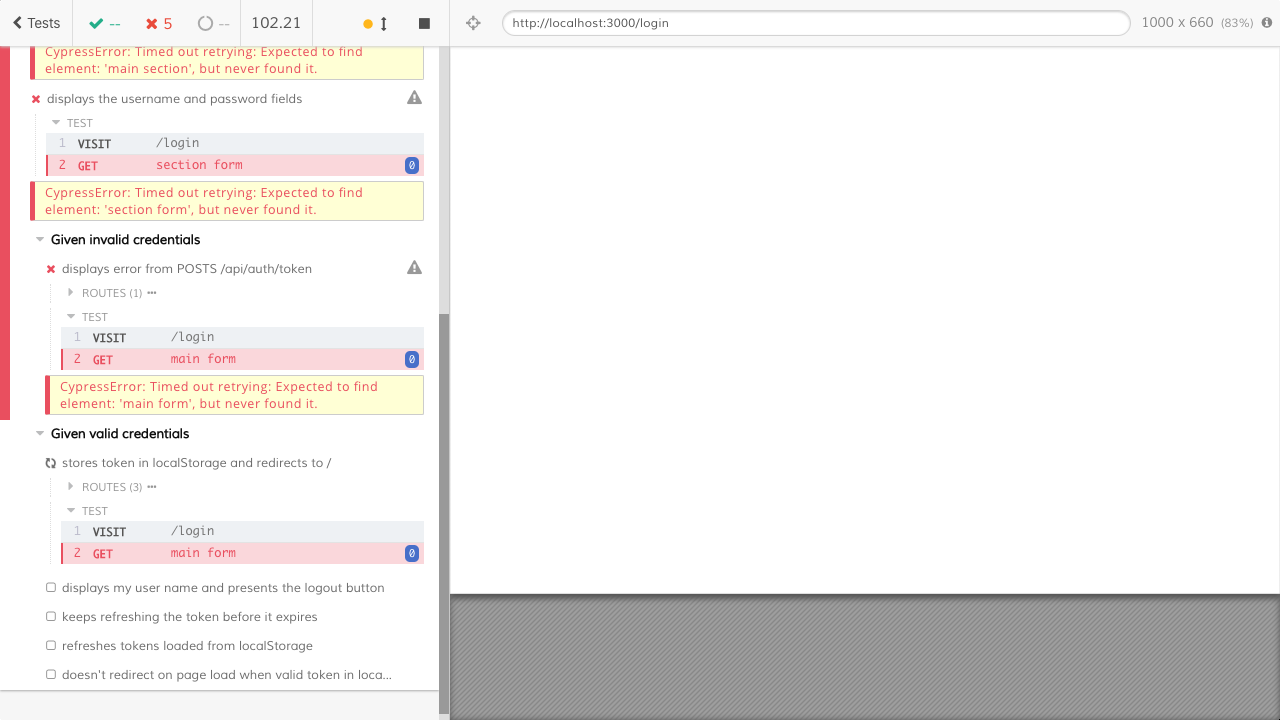 Tests -- 5 -- 102.21 http://localhost:3000/login 1000 x 660 (83%)
CypressError: Timed out retrying: Expected to find
element: 'main section', but never found it.
displays the username and password fields
TEST
1 VISIT /login
2 GET section form 0
CypressError: Timed out retrying: Expected to find
element: 'section form', but never found it.
Given invalid credentials
displays error from POSTS /api/auth/token
ROUTES (1) •••
TEST
1 VISIT /login
2 GET main form 0
CypressError: Timed out retrying: Expected to find
element: 'main form', but never found it.
Given valid credentials
stores token in localStorage and redirects to /
ROUTES (3) •••
TEST
1 VISIT /login
2 GET main form 0
displays my user name and presents the logout button
keeps refreshing the token before it expires
refreshes tokens loaded from localStorage
doesn't redirect on page load when valid token in loca...